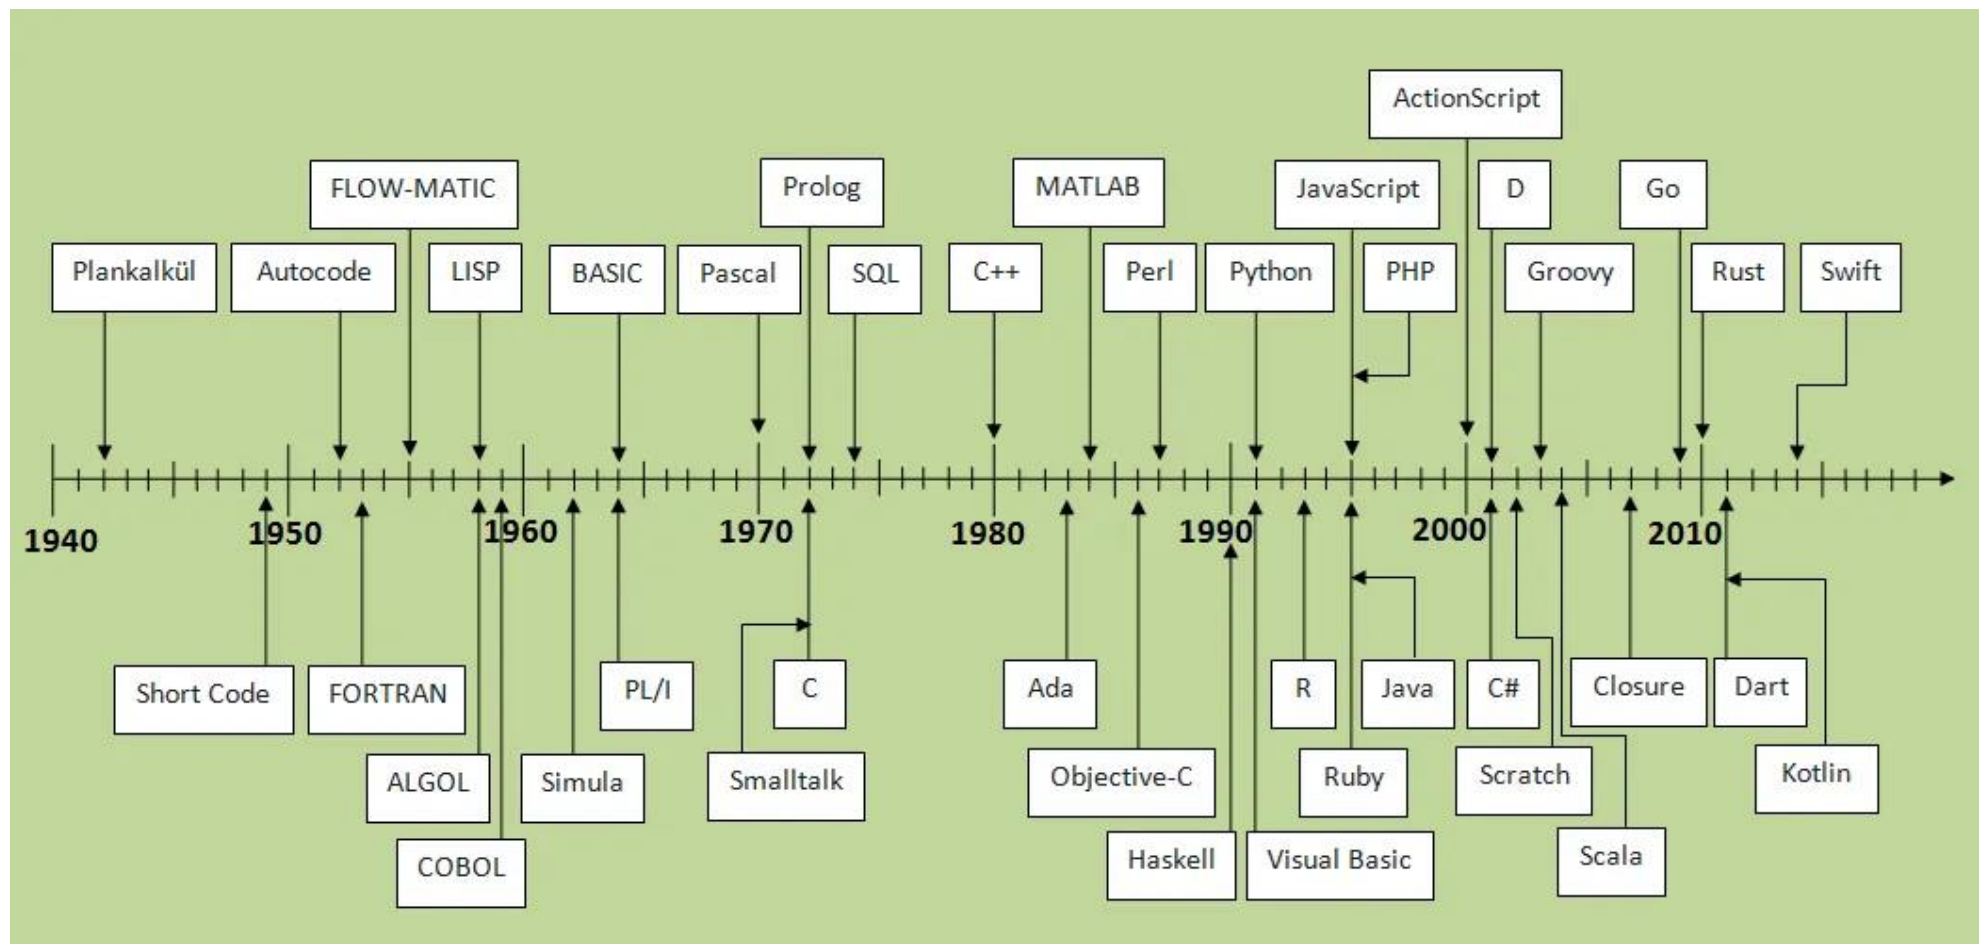 ActionScript
FLOW-MATIC
Prolog
MATLAB
JavaScript
D
Go
Plankalkül
Autocode
LISP
BASIC
Pascal
SQL
C++
Perl
Python
PHP
Groovy
Rust
Swift
1940
1950
1960
1970
1980
1990
2000
2010
Short Code
FORTRAN
PL/I
C
Ada
R
Java
C#
Closure
Dart
ALGOL
Simula
Smalltalk
Objective-C
Ruby
Scratch
Kotlin
COBOL
Haskell
Visual Basic
Scala